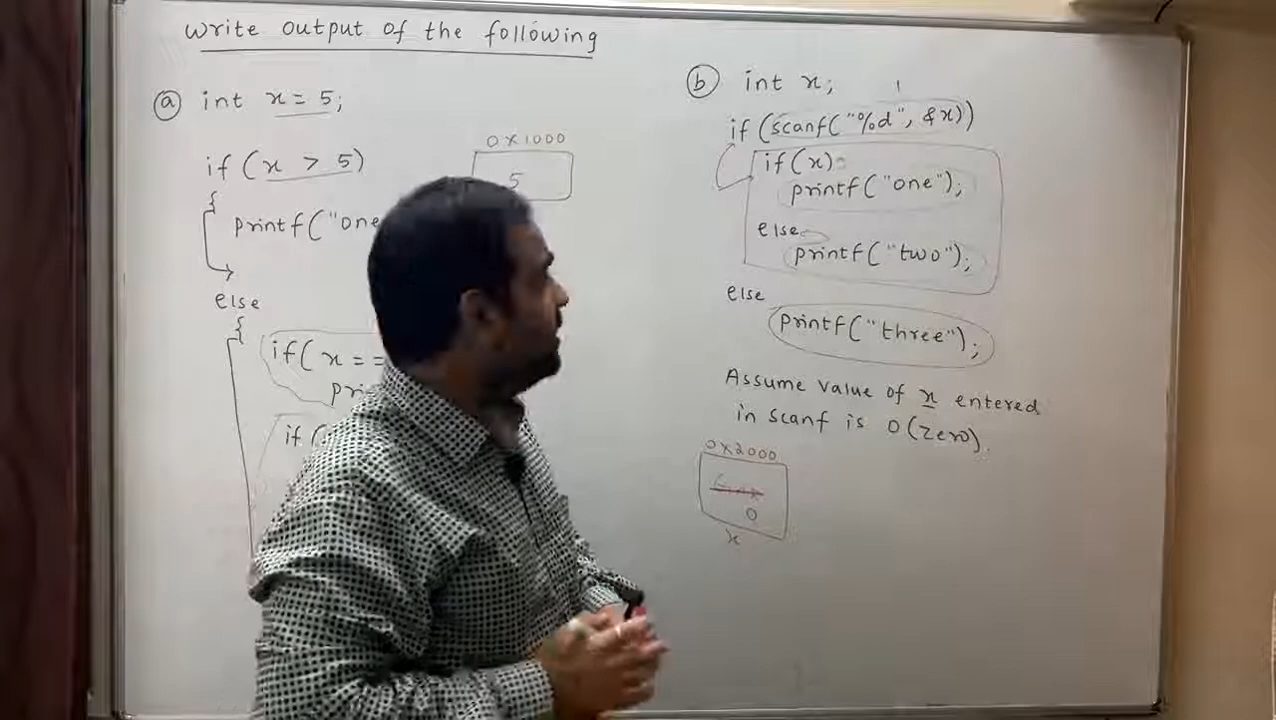 write output of the following
ⓐ int x = 5;
0x1000
5
if (x > 5)
{
printf("one
else
{
if(x ==
pri
if (
ⓑ int x;
1
if (scanf("%d", &x))
if(x)
printf("one");
else
printf("two");
else
printf("three");
Assume value of x entered
in scanf is 0(zero).
0x2000
0
x